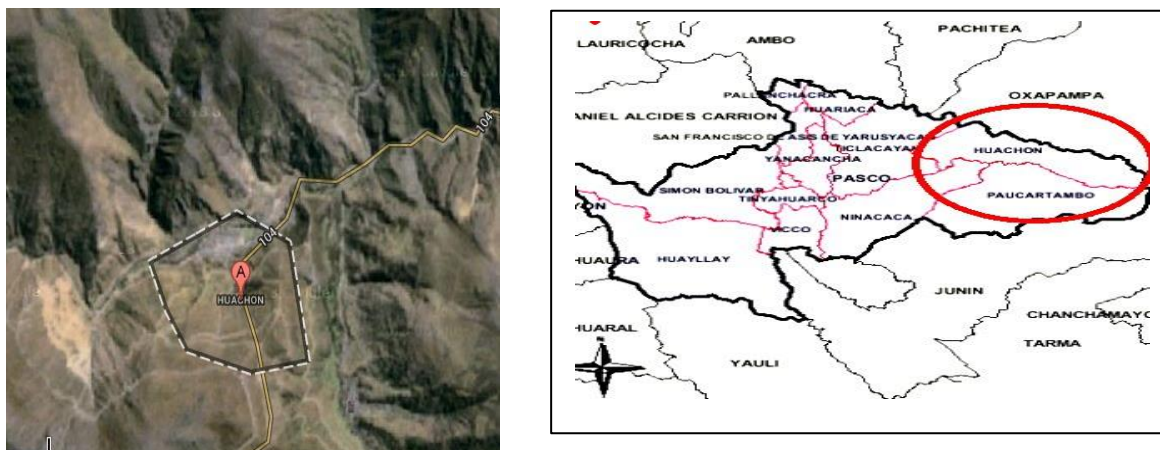 104
104
A
HUACHON
PACHITEA
LAURICOCHA
AMBO
PALLANCHACRA
OXAPAMPA
HUARIACA
ANIEL ALCIDES CARRION
SAN FRANCISCO DE ASIS DE YARUSYACAN
TICLACAYAN
HUACHON
YANACANCHA
PASCO
SIMON BOLIVAR
PAUCARTAMBO
TINYAHUARCO
YON
NINACACA
VICCO
HUAURA
HUAYLLAY
JUNIN
CHANCHAMAYO
HUARAL
TARMA
N
YAULI